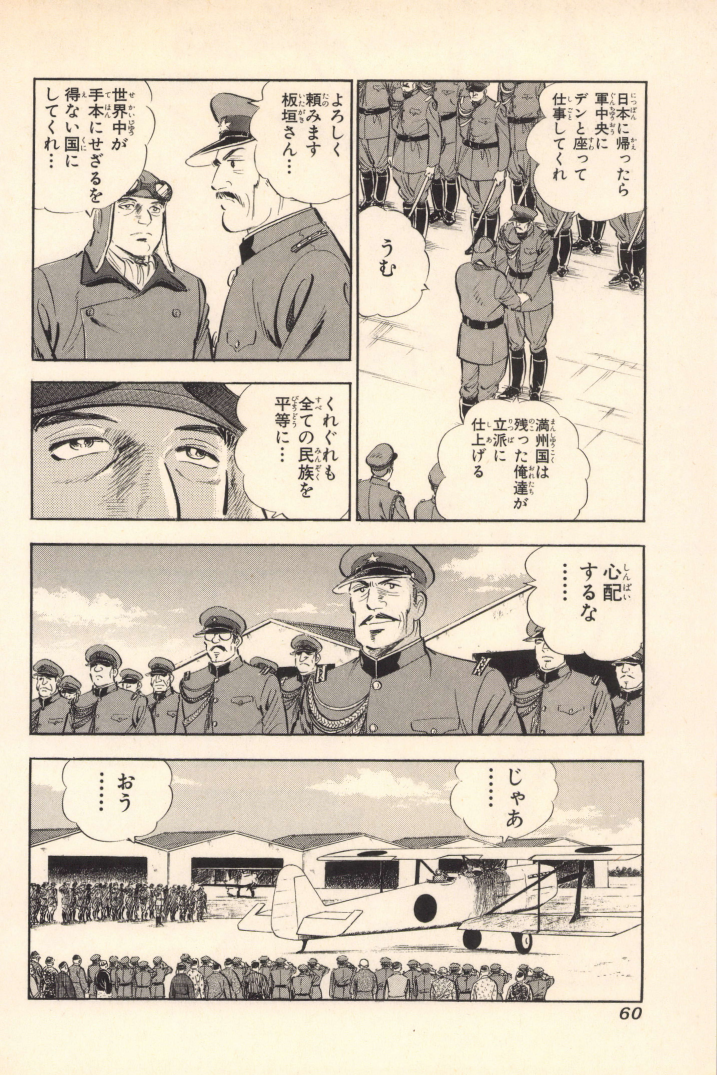 日本に帰ったら
軍中央に
デンと座って
仕事してくれ
うむ
満州国は
残った俺達が
立派に
仕上げる
よろしく
頼みます
板垣さん…
世界中が
手本にせざるを
得ない国に
してくれ…
くれぐれも
全ての民族を
平等に…
心配
するな
……
じゃあ
……
おう
……
60